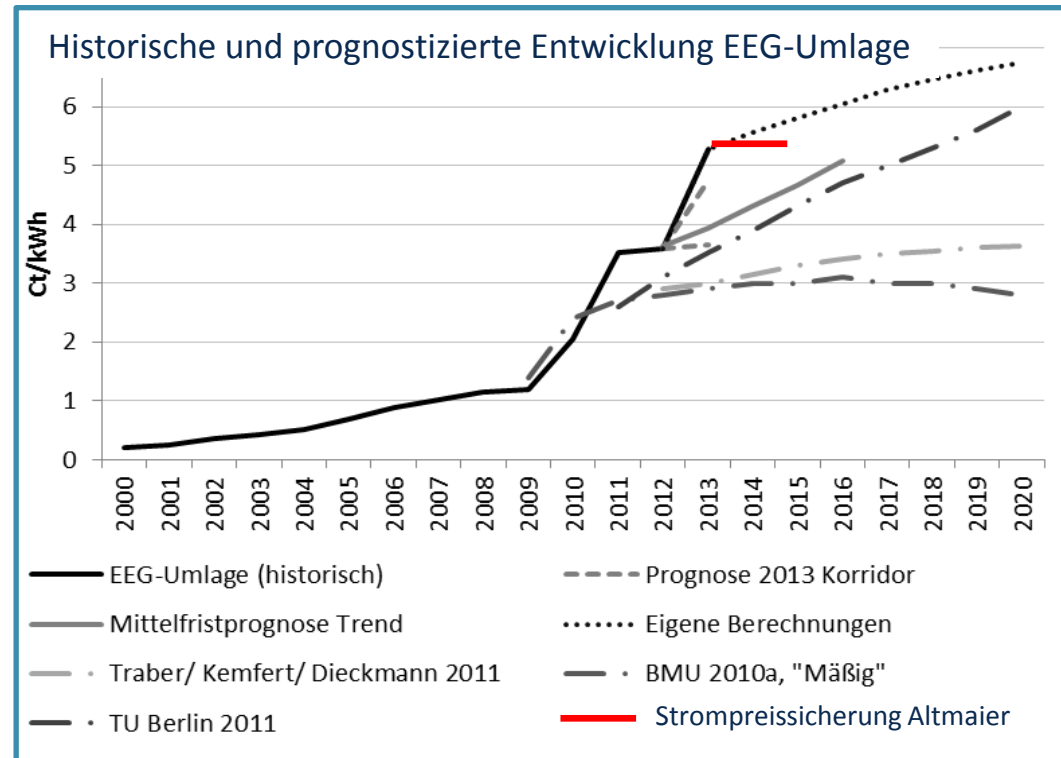 Historische und prognostizierte Entwicklung EEG-Umlage
6
5
4
3
2
1
0
Ct/kWh
2000
2001
2002
2003
2004
2005
2006
2007
2008
2009
2010
2011
2012
2013
2014
2015
2016
2017
2018
2019
2020
EEG-Umlage (historisch)
Prognose 2013 Korridor
Mittelfristprognose Trend
Eigene Berechnungen
Traber/ Kemfert/ Dieckmann 2011
BMU 2010a, "Mäßig"
TU Berlin 2011
Strompreissicherung Altmaier